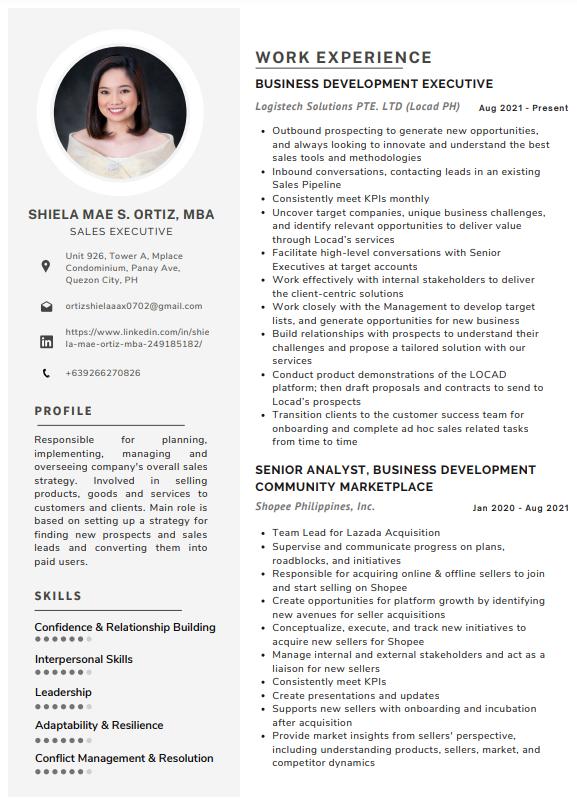 SHIELA MAE S. ORTIZ, MBA
SALES EXECUTIVE
Unit 926, Tower A, Mplace
Condominium, Panay Ave,
Quezon City, PH
ortizshielaaax0702@gmail.com
https://www.linkedin.com/in/shie
la-mae-ortiz-mba-249185182/
+639266270826
PROFILE
Responsible for planning,
implementing, managing and
overseeing company's overall sales
strategy. Involved in selling
products, goods and services to
customers and clients. Main role is
based on setting up a strategy for
finding new prospects and sales
leads and converting them into
paid users.
SKILLS
Confidence & Relationship Building
Interpersonal Skills
Leadership
Adaptability & Resilience
Conflict Management & Resolution
WORK EXPERIENCE
BUSINESS DEVELOPMENT EXECUTIVE
Logistech Solutions PTE. LTD (Locad PH) Aug 2021 - Present
• Outbound prospecting to generate new opportunities,
and always looking to innovate and understand the best
sales tools and methodologies
• Inbound conversations, contacting leads in an existing
Sales Pipeline
• Consistently meet KPIs monthly
• Uncover target companies, unique business challenges,
and identify relevant opportunities to deliver value
through Locad's services
• Facilitate high-level conversations with Senior
Executives at target accounts
• Work effectively with internal stakeholders to deliver
the client-centric solutions
• Work closely with the Management to develop target
lists, and generate opportunities for new business
• Build relationships with prospects to understand their
challenges and propose a tailored solution with our
services
• Conduct product demonstrations of the LOCAD
platform; then draft proposals and contracts to send to
Locad's prospects
• Transition clients to the customer success team for
onboarding and complete ad hoc sales related tasks
from time to time
SENIOR ANALYST, BUSINESS DEVELOPMENT
COMMUNITY MARKETPLACE
Shopee Philippines, Inc. Jan 2020 - Aug 2021
• Team Lead for Lazada Acquisition
• Supervise and communicate progress on plans,
roadblocks, and initiatives
• Responsible for acquiring online & offline sellers to join
and start selling on Shopee
• Create opportunities for platform growth by identifying
new avenues for seller acquisitions
• Conceptualize, execute, and track new initiatives to
acquire new sellers for Shopee
• Manage internal and external stakeholders and act as a
liaison for new sellers
• Consistently meet KPIs
• Create presentations and updates
• Supports new sellers with onboarding and incubation
after acquisition
• Provide market insights from sellers' perspective,
including understanding products, sellers, market, and
competitor dynamics